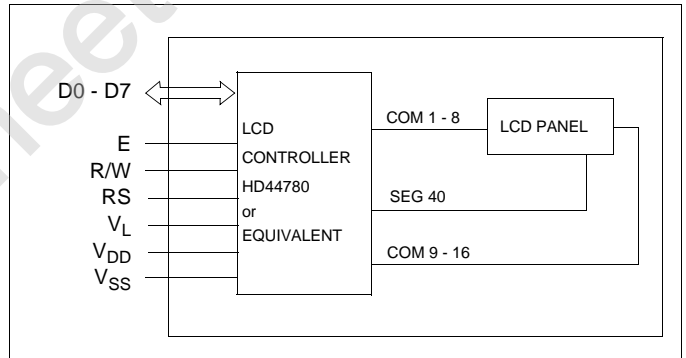 D0 - D7
E
R/W
RS
VL
VDD
VSS
LCD
CONTROLLER
HD44780
or
EQUIVALENT
COM 1 - 8
SEG 40
COM 9 - 16
LCD PANEL